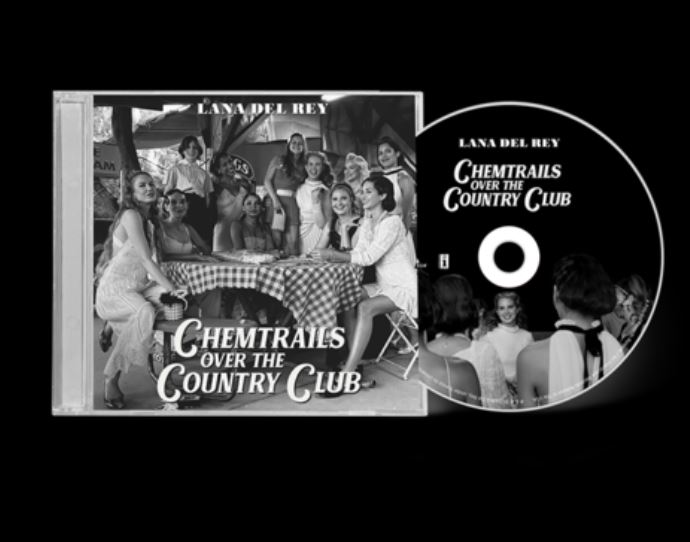 LANA DEL REY
CHEMTRAILS
OVER THE
COUNTRY CLUB
LANA DEL REY
CHEMTRAILS
OVER THE
COUNTRY CLUB